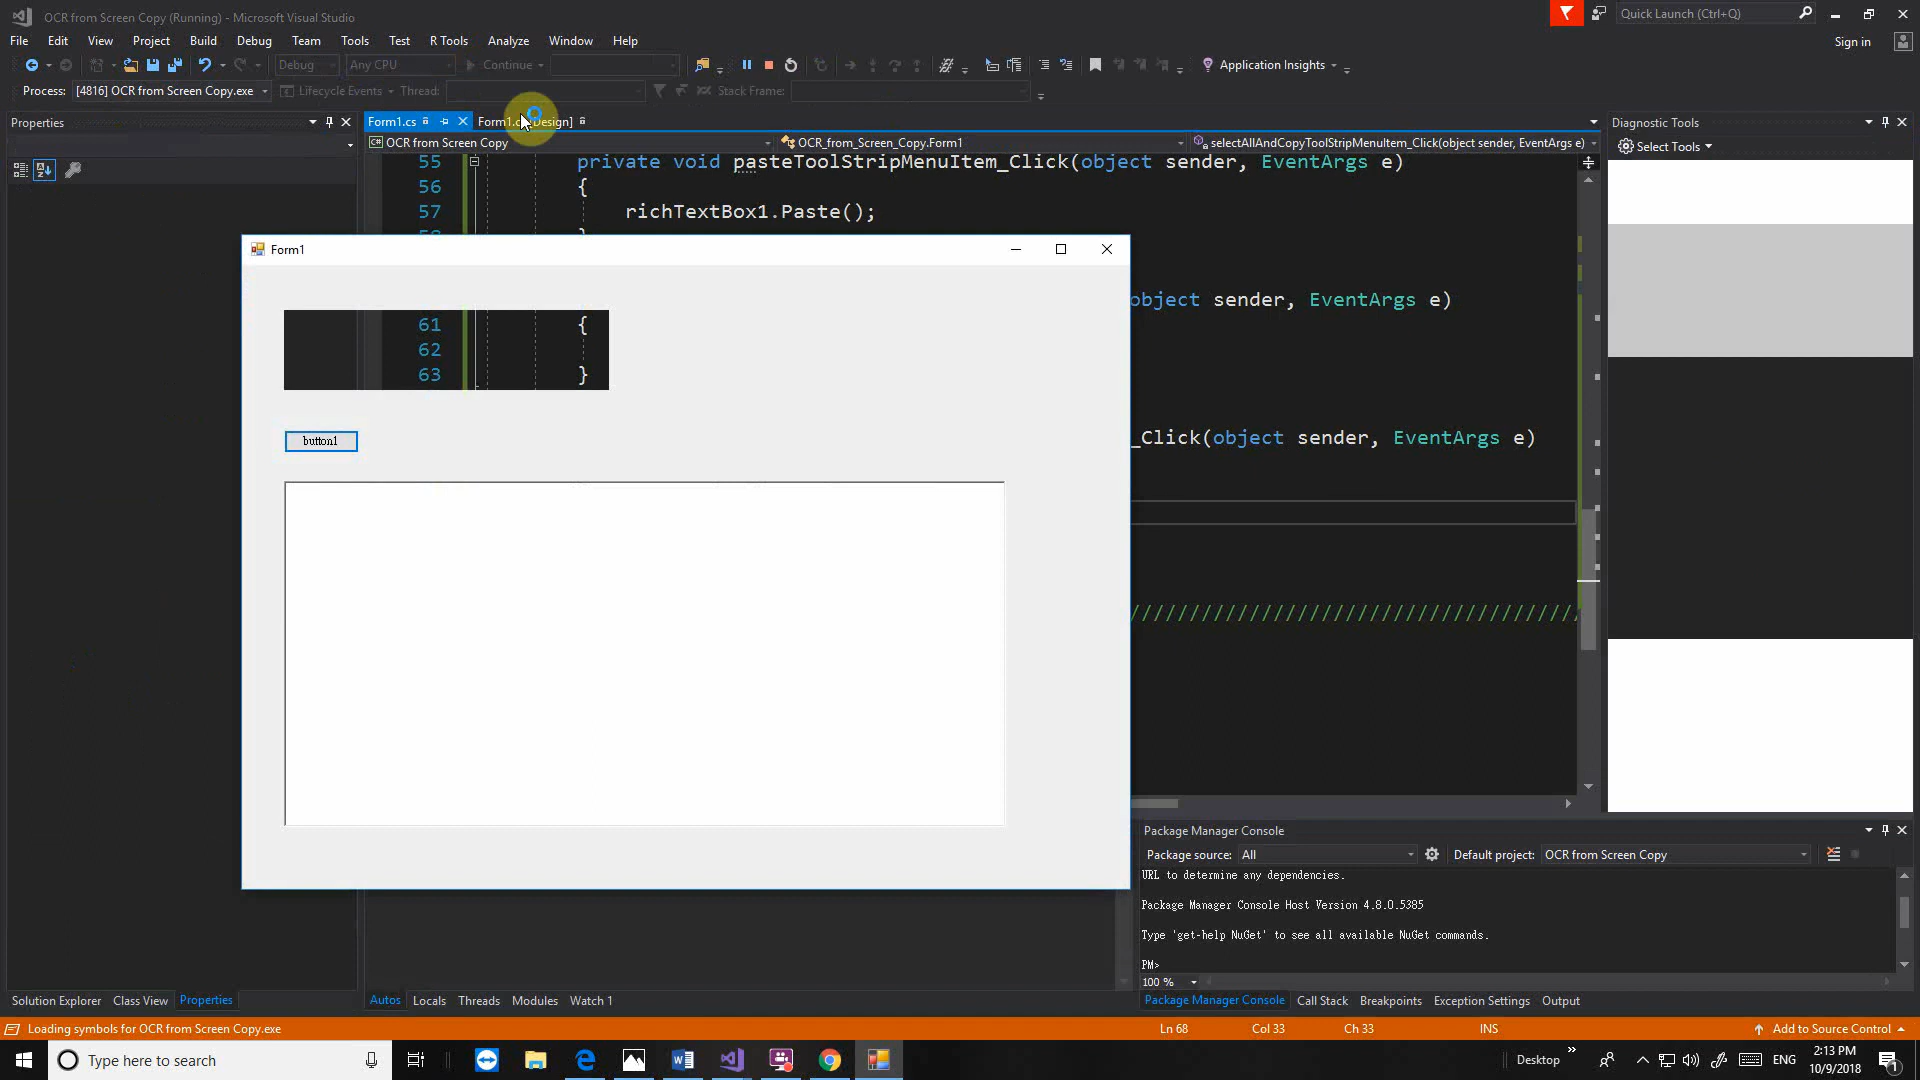 OCR from Screen Copy (Running) - Microsoft Visual Studio
Quick Launch (Ctrl+Q)
File Edit View Project Build Debug Team Tools Test R Tools Analyze Window Help
Sign in
Debug Any CPU Continue Application Insights
Process: [4816] OCR from Screen Copy.exe Lifecycle Events Thread: Stack Frame:
Properties
Form1.cs
Diagnostic Tools
OCR from Screen Copy OCR_from_Screen_Copy.Form1 selectAllAndCopyToolStripMenuItem_Click(object sender, EventArgs e)
Select Tools
55 private void pasteToolStripMenuItem_Click(object sender, EventArgs e)
56 {
57 richTextBox1.Paste();
Form1
object sender, EventArgs e)
61 {
62
63 }
_Click(object sender, EventArgs e)
button1
////////////////////////////////////
Package Manager Console
Package source: All Default project: OCR from Screen Copy
URL to determine any dependencies.
Package Manager Console Host Version 4.8.0.5385
Type 'get-help NuGet' to see all available NuGet commands.
PM>
100 %
Solution Explorer Class View Properties
Autos Locals Threads Modules Watch 1
Package Manager Console Call Stack Breakpoints Exception Settings Output
Loading symbols for OCR from Screen Copy.exe
Ln 68 Col 33 Ch 33 INS Add to Source Control
Type here to search
Desktop
ENG
2:13 PM
10/9/2018
1